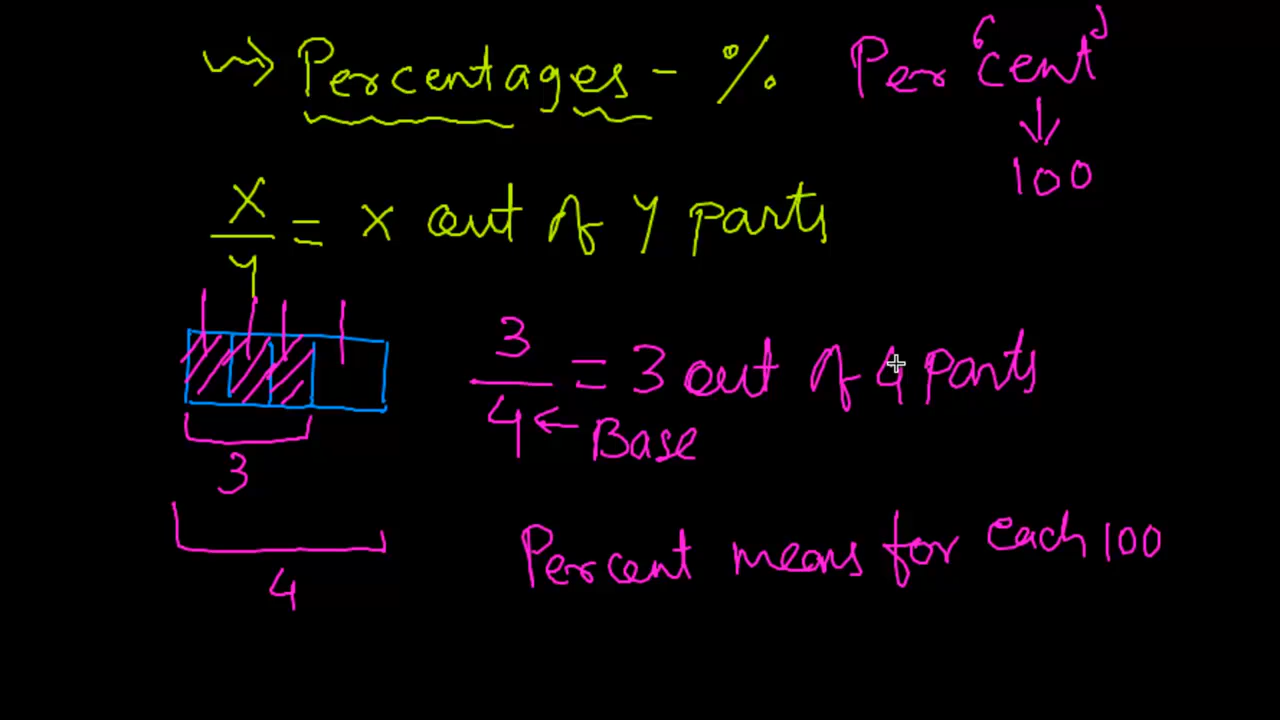 Percentages - %
Per 'cent'
100
X/Y = X out of Y parts
3/4 = 3 out of 4 parts
Base
3
4
Percent means for each 100